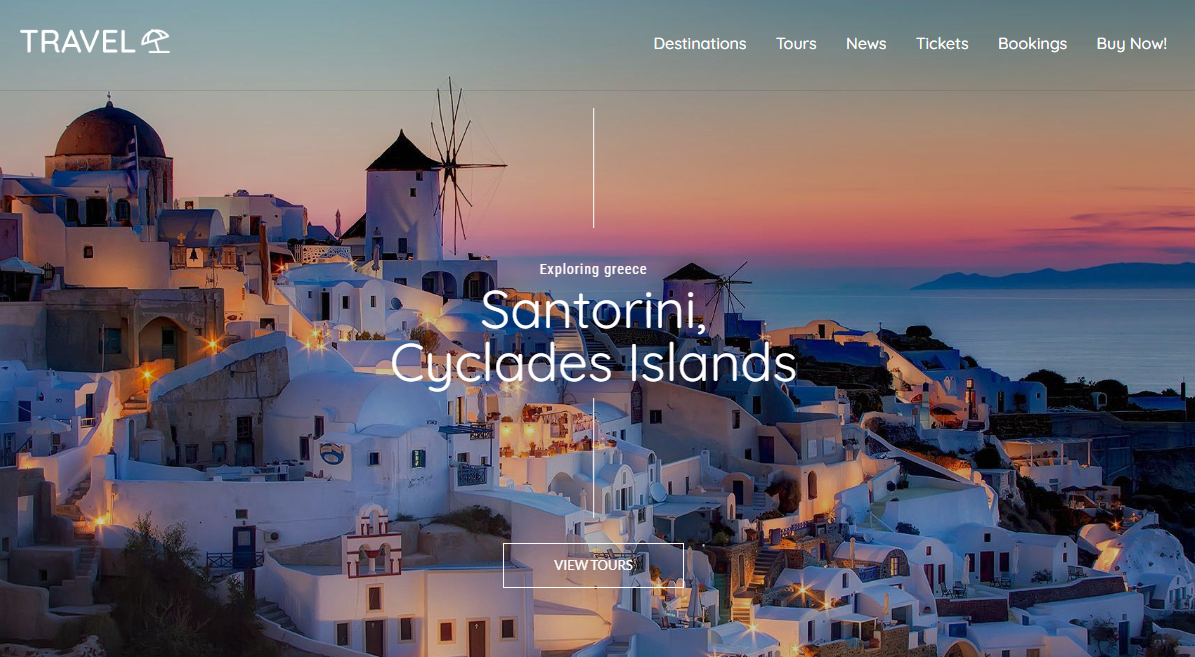 TRAVEL
Destinations Tours News Tickets Bookings Buy Now!
Exploring greece
Santorini,
Cyclades Islands
VIEW TOURS